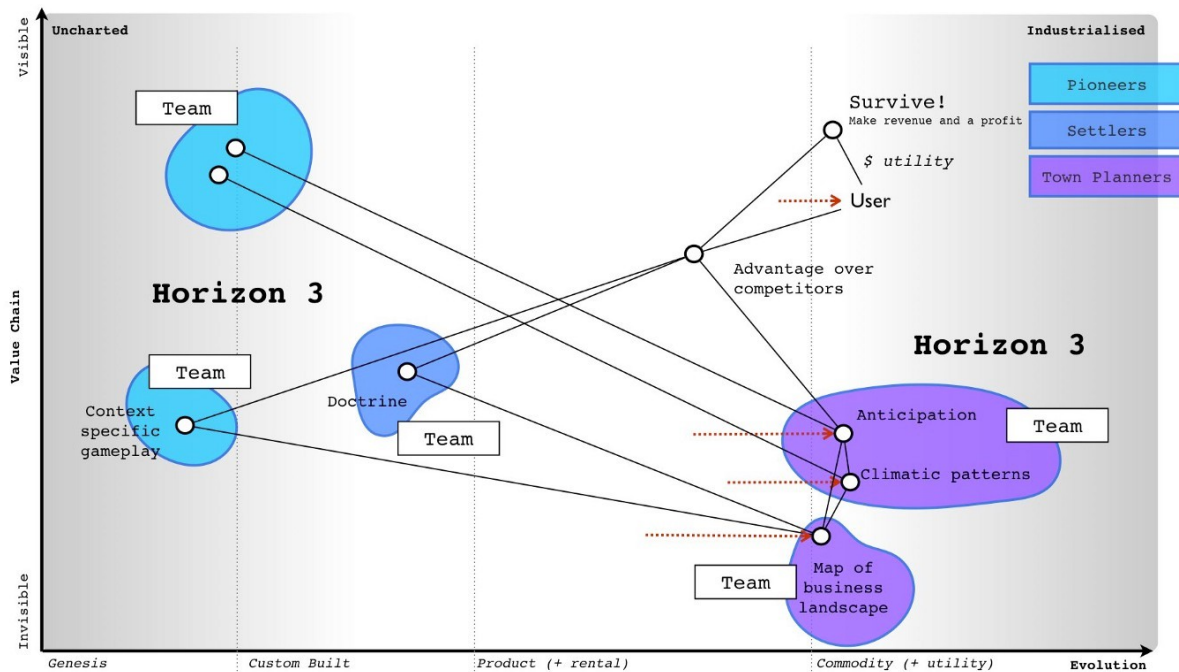 Uncharted
Industrialised
Visible
Pioneers
Team
Survive!
Make revenue and a profit
Settlers
$ utility
Town Planners
User
Advantage over
competitors
Horizon 3
Value Chain
Horizon 3
Team
Doctrine
Context
specific
gameplay
Team
Anticipation
Team
Climatic patterns
Team
Map of
business
landscape
Invisible
Genesis
Custom Built
Product (+ rental)
Commodity (+ utility)
Evolution